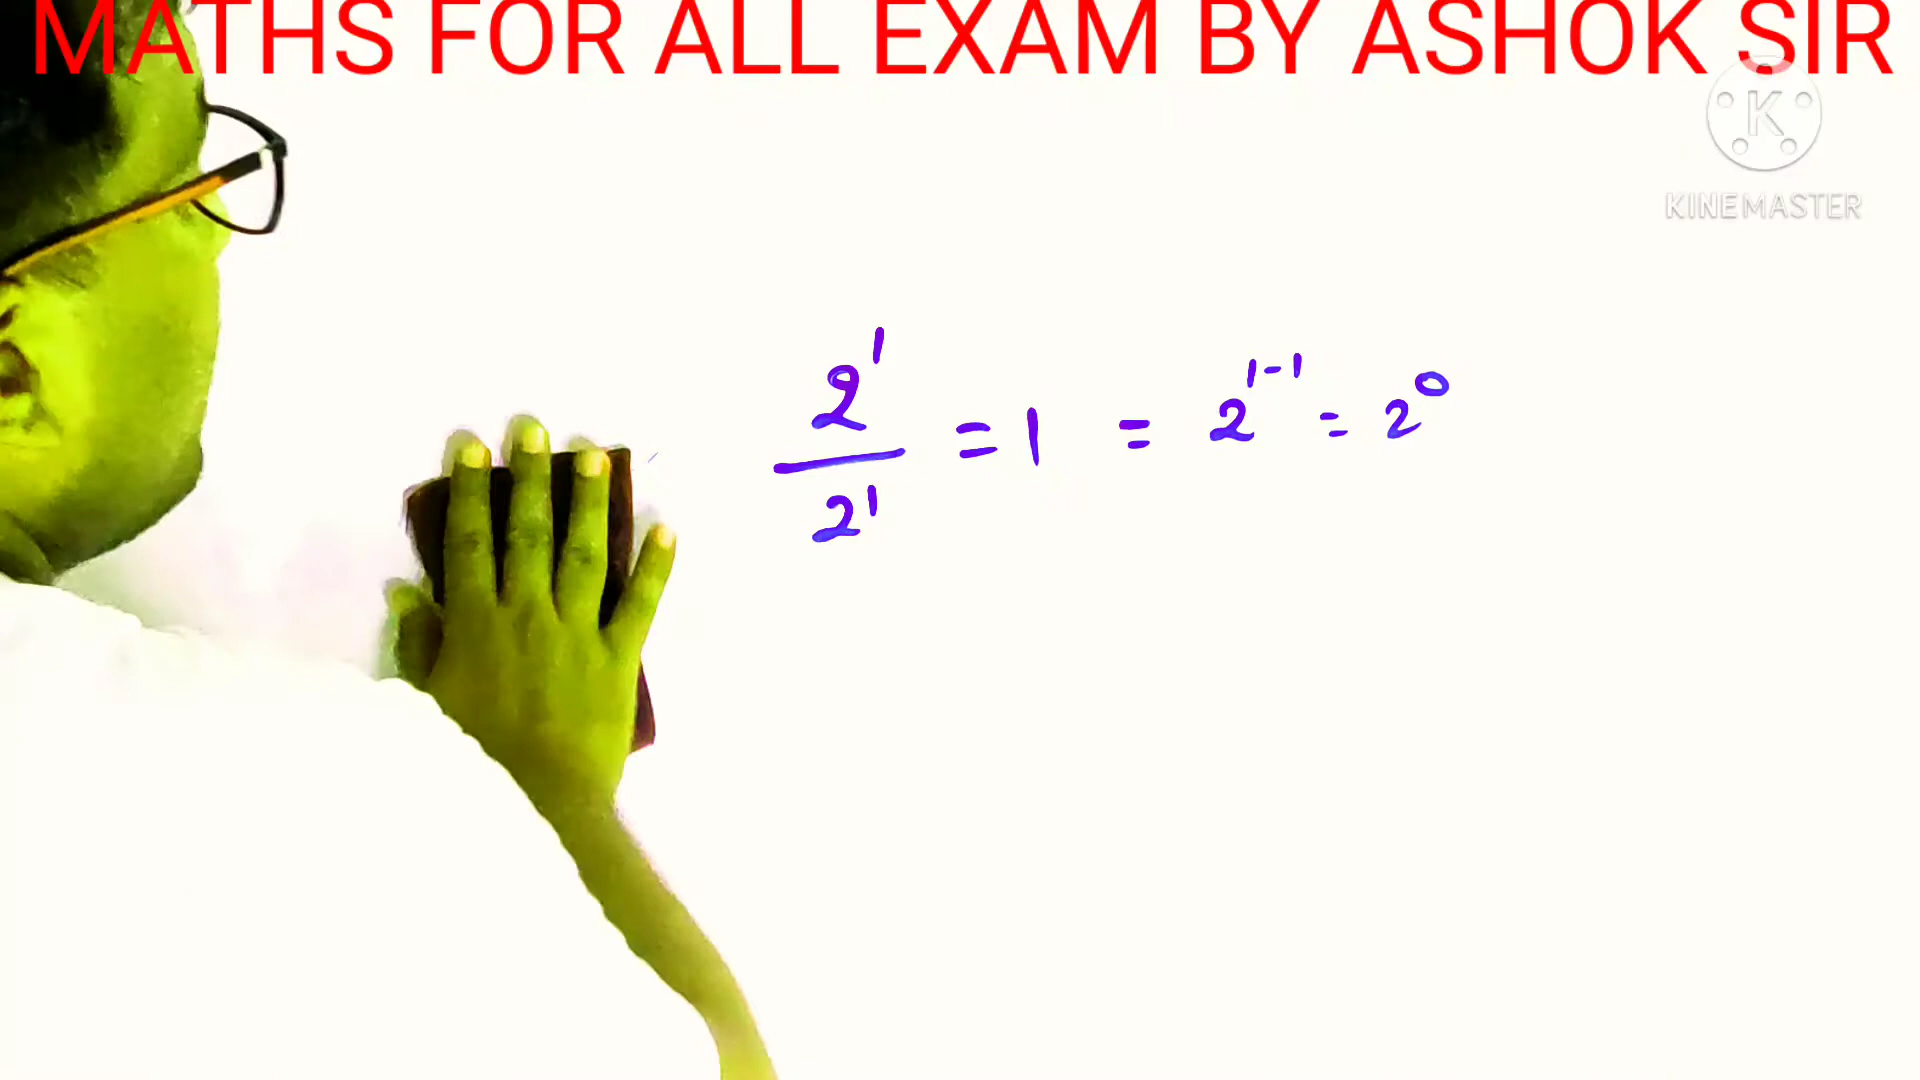 MATHS FOR ALL EXAM BY ASHOK SIR
K
KINEMASTER
2¹/2¹ = 1 = 2¹⁻¹ = 2⁰